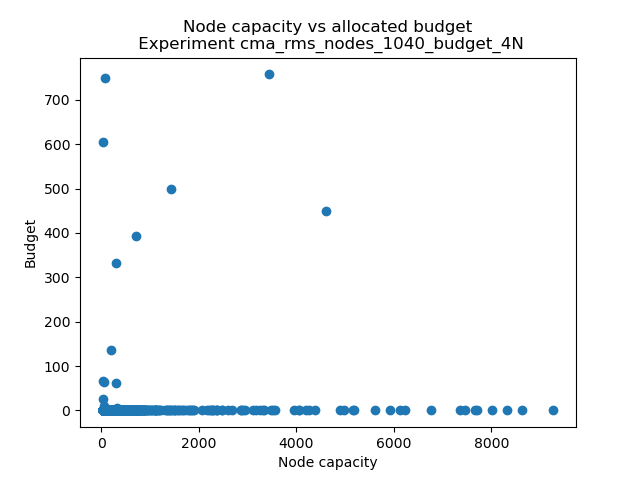 Node capacity vs allocated budget
Experiment cma_rms_nodes_1040_budget_4N
700
600
500
400
300
200
100
0
Budget
0 2000 4000 6000 8000
Node capacity